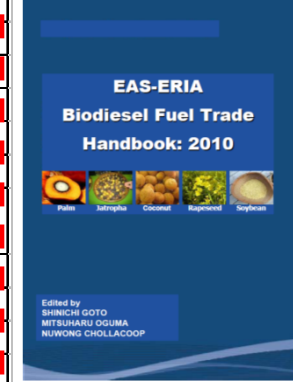 EAS-ERIA
Biodiesel Fuel Trade
Handbook: 2010
Palm Jatropha Coconut Rapeseed Soybean
Edited by
SHINICHI GOTO
MITSUHARU OGUMA
NUWONG CHOLLACOOP